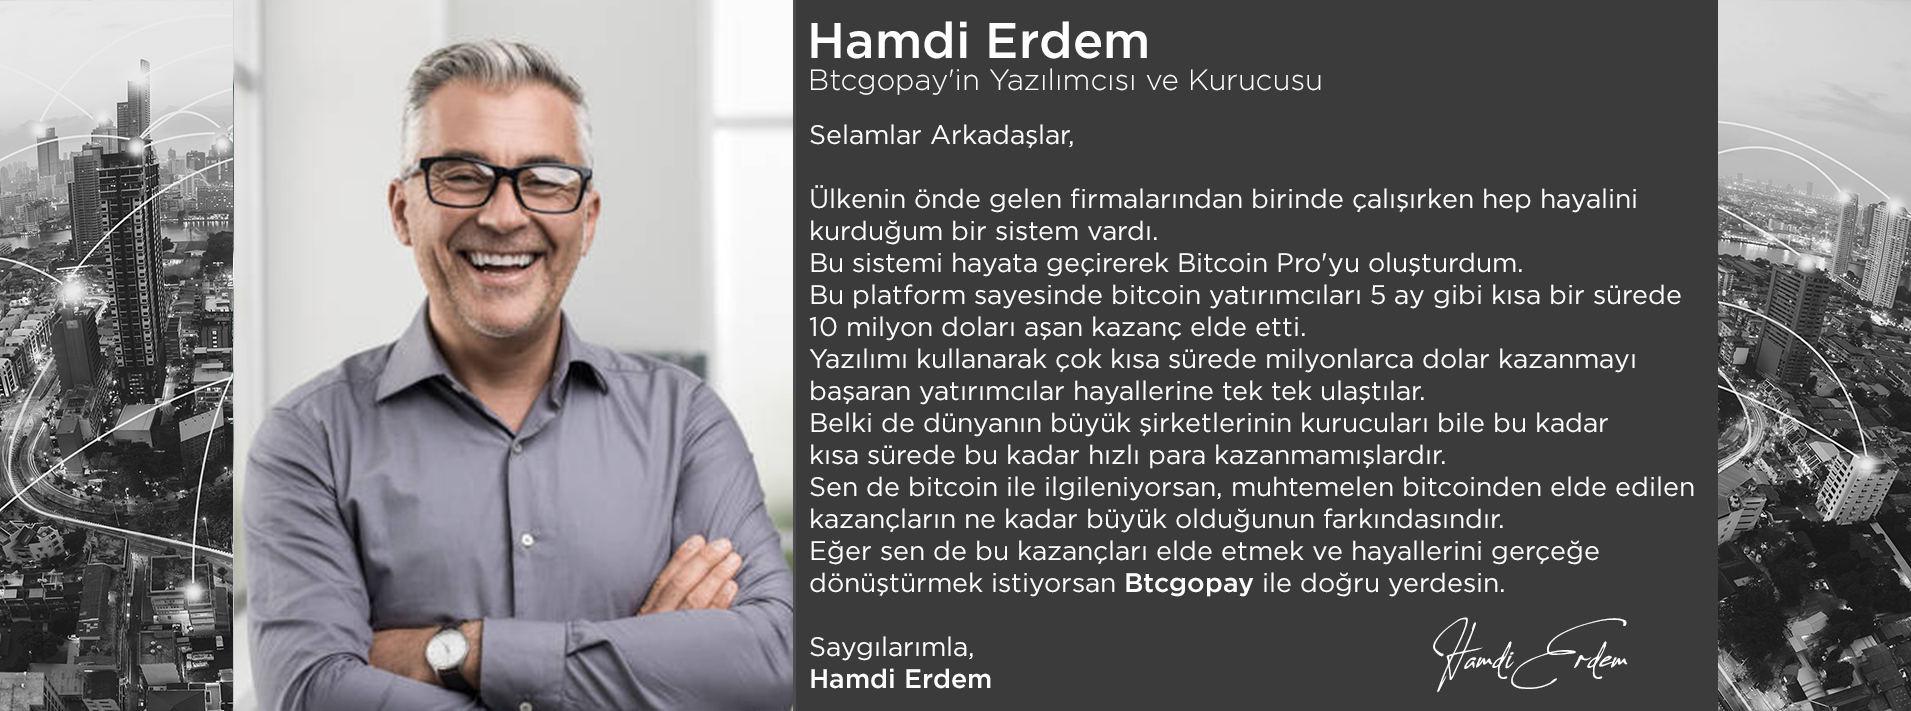 Hamdi Erdem
Btcgopay'in Yazılımcısı ve Kurucusu
Selamlar Arkadaşlar,
Ülkenin önde gelen firmalarından birinde çalışırken hep hayalini
kurduğum bir sistem vardı.
Bu sistemi hayata geçirerek Bitcoin Pro'yu oluşturdum.
Bu platform sayesinde bitcoin yatırımcıları 5 ay gibi kısa bir sürede
10 milyon doları aşan kazanç elde etti.
Yazılımı kullanarak çok kısa sürede milyonlarca dolar kazanmayı
başaran yatırımcılar hayallerine tek tek ulaştılar.
Belki de dünyanın büyük şirketlerinin kurucuları bile bu kadar
kısa sürede bu kadar hızlı para kazanmamışlardır.
Sen de bitcoin ile ilgileniyorsan, muhtemelen bitcoinden elde edilen
kazançların ne kadar büyük olduğunun farkındasındır.
Eğer sen de bu kazançları elde etmek ve hayallerini gerçeğe
dönüştürmek istiyorsan Btcgopay ile doğru yerdesin.
Saygılarımla,
Hamdi Erdem
Hamdi Erdem